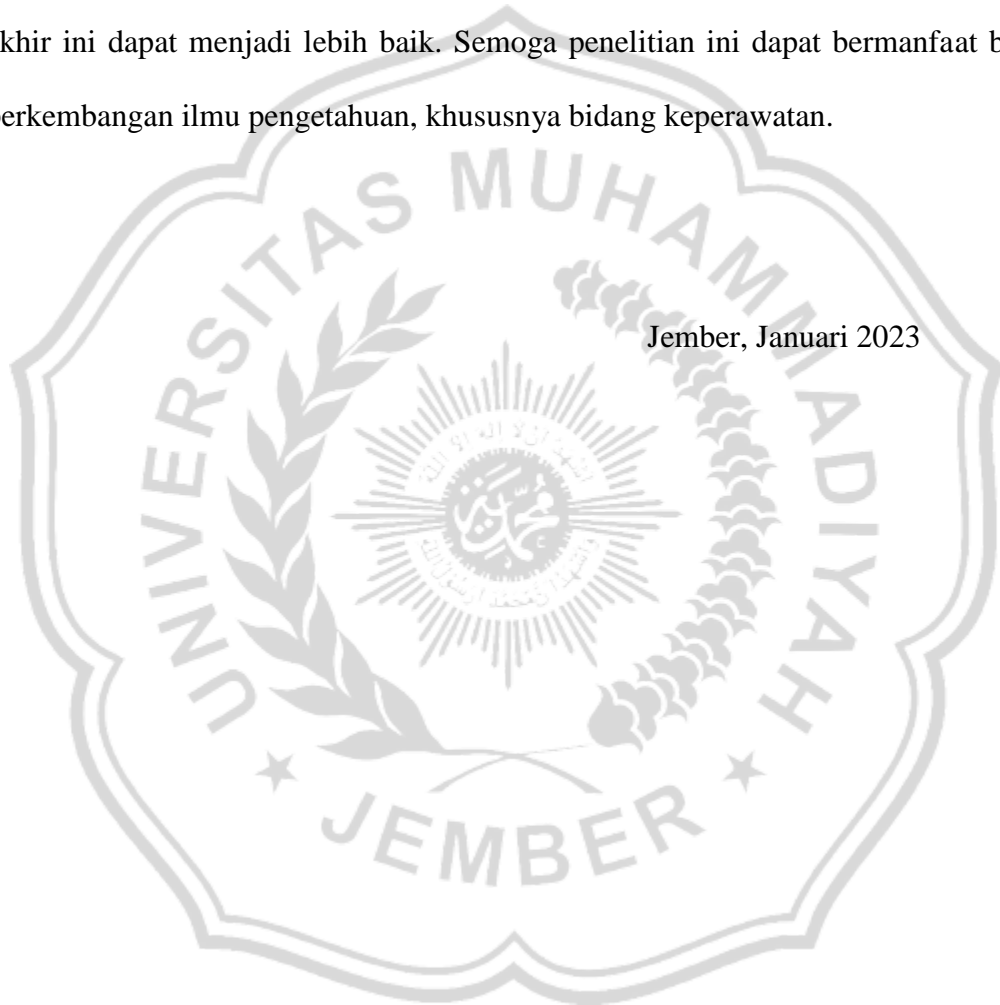 khir ini dapat menjadi lebih baik. Semoga penelitian ini dapat bermanfaat b
perkembangan ilmu pengetahuan, khususnya bidang keperawatan.
UNIVERSITAS MUHAMMADIYAH
Jember, Januari 2023
★ JEMBER ★